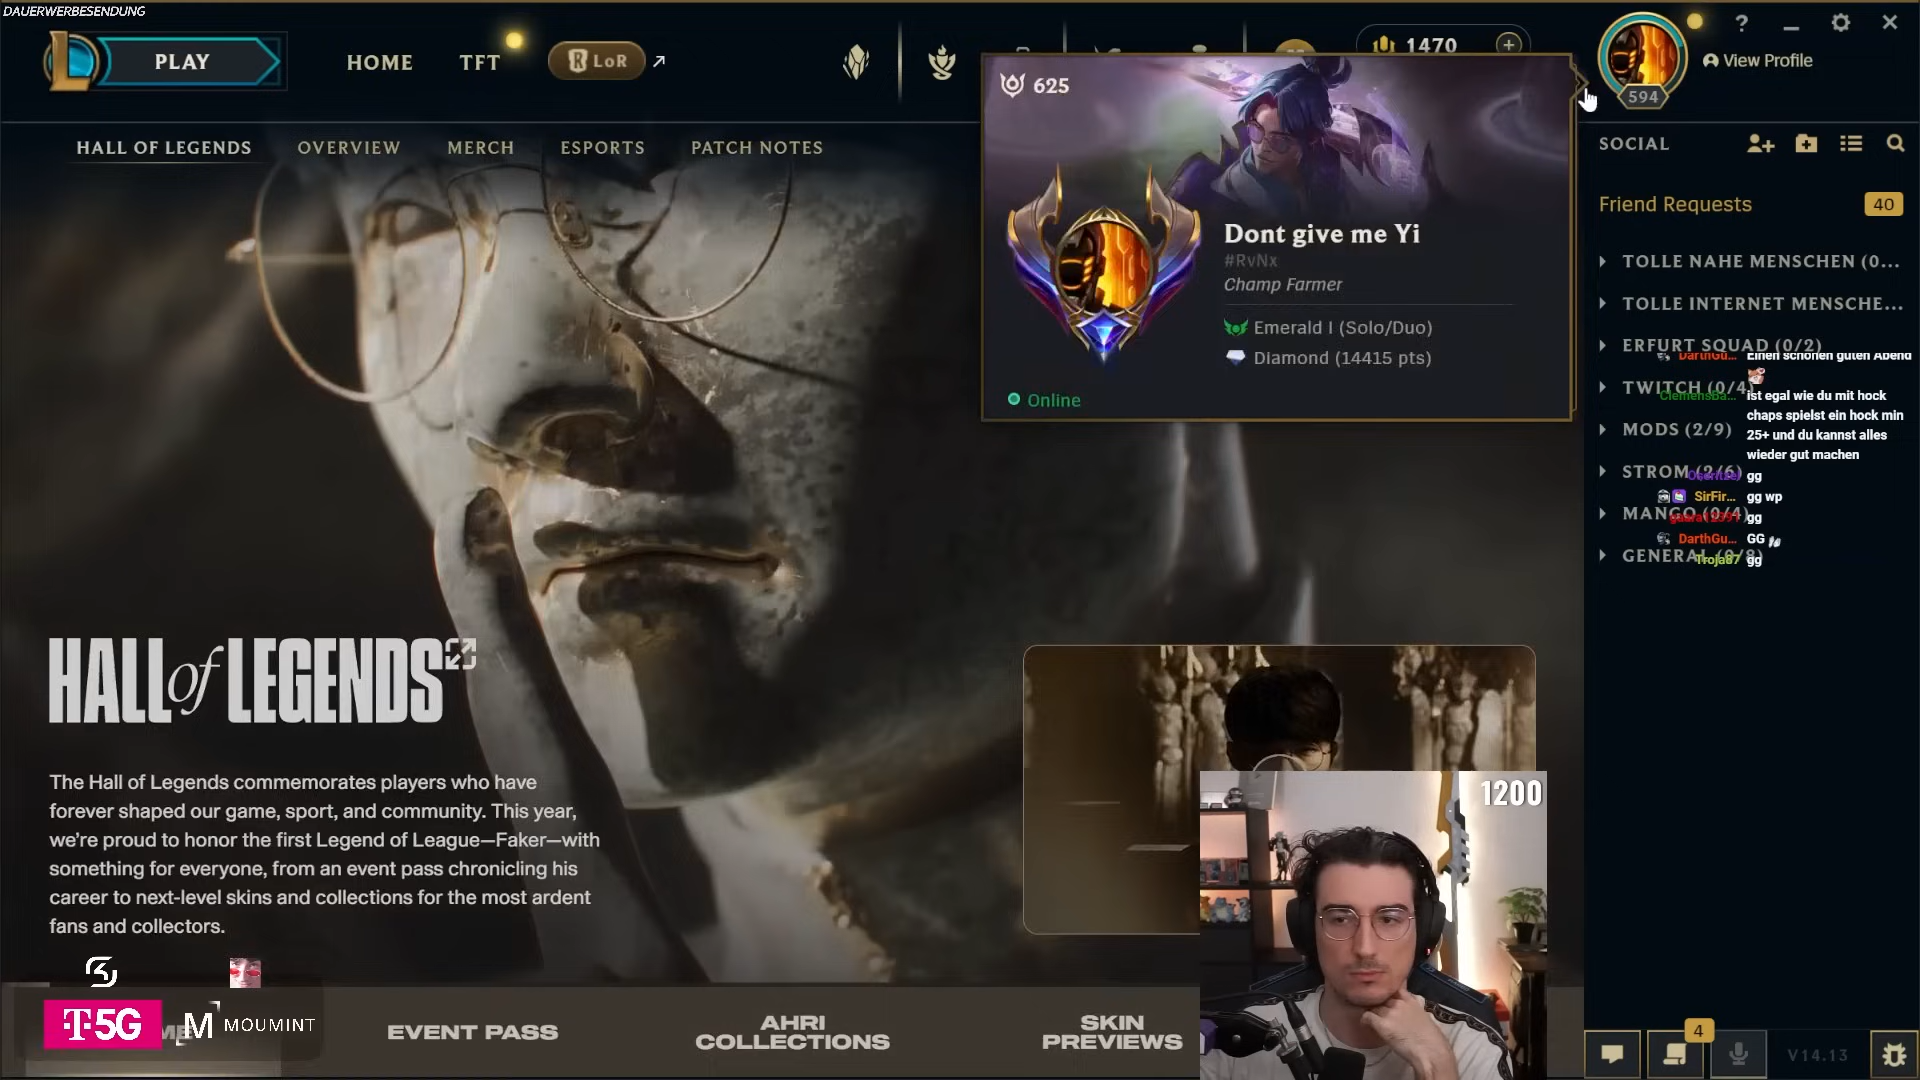 DAUERWERBESENDUNG
PLAY
HOME
TFT
LoR
1470
View Profile
594
HALL OF LEGENDS
OVERVIEW
MERCH
ESPORTS
PATCH NOTES
625
Dont give me Yi
#RvNx
Champ Farmer
Emerald I (Solo/Duo)
Diamond (14415 pts)
Online
SOCIAL
Friend Requests
40
TOLLE NAHE MENSCHEN (0...
TOLLE INTERNET MENSCHE...
ERFURT SQUAD (0/2)
DarthGu... Einen schönen guten Abend
TWITCH (0/4)
ClemensBa... ist egal wie du mit hock
chaps spielst ein hock min
25+ und du kannst alles
wieder gut machen
MODS (2/9)
STROM (2/6)
gg
SirFir... gg wp
MANGO (0/4)
gg
DarthGu... GG
GENERAL (0/8)
Troja87 gg
HALL of LEGENDS
The Hall of Legends commemorates players who have
forever shaped our game, sport, and community. This year,
we're proud to honor the first Legend of League—Faker—with
something for everyone, from an event pass chronicling his
career to next-level skins and collections for the most ardent
fans and collectors.
1200
T 5G
MOUMINT
EVENT PASS
AHRI
COLLECTIONS
SKIN
PREVIEWS
4
V14.13